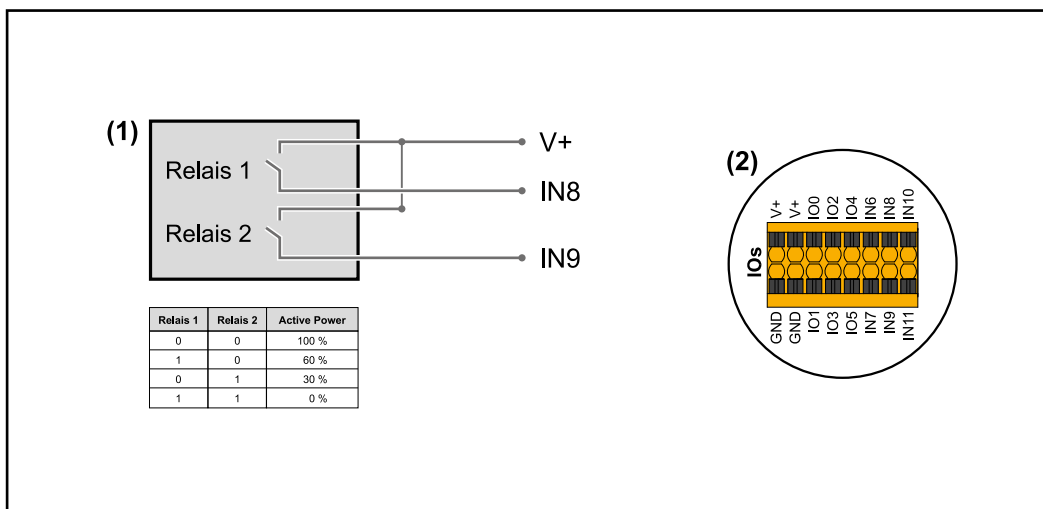 (1)
Relais 1
Relais 2
V+
IN8
IN9
Relais 1 Relais 2 Active Power
0 0 100 %
1 0 60 %
0 1 30 %
1 1 0 %
(2)
V+ V+ IO0 IO2 IO4 IN6 IN8 IN10
IOs
GND GND IO1 IO3 IO5 IN7 IN9 IN11